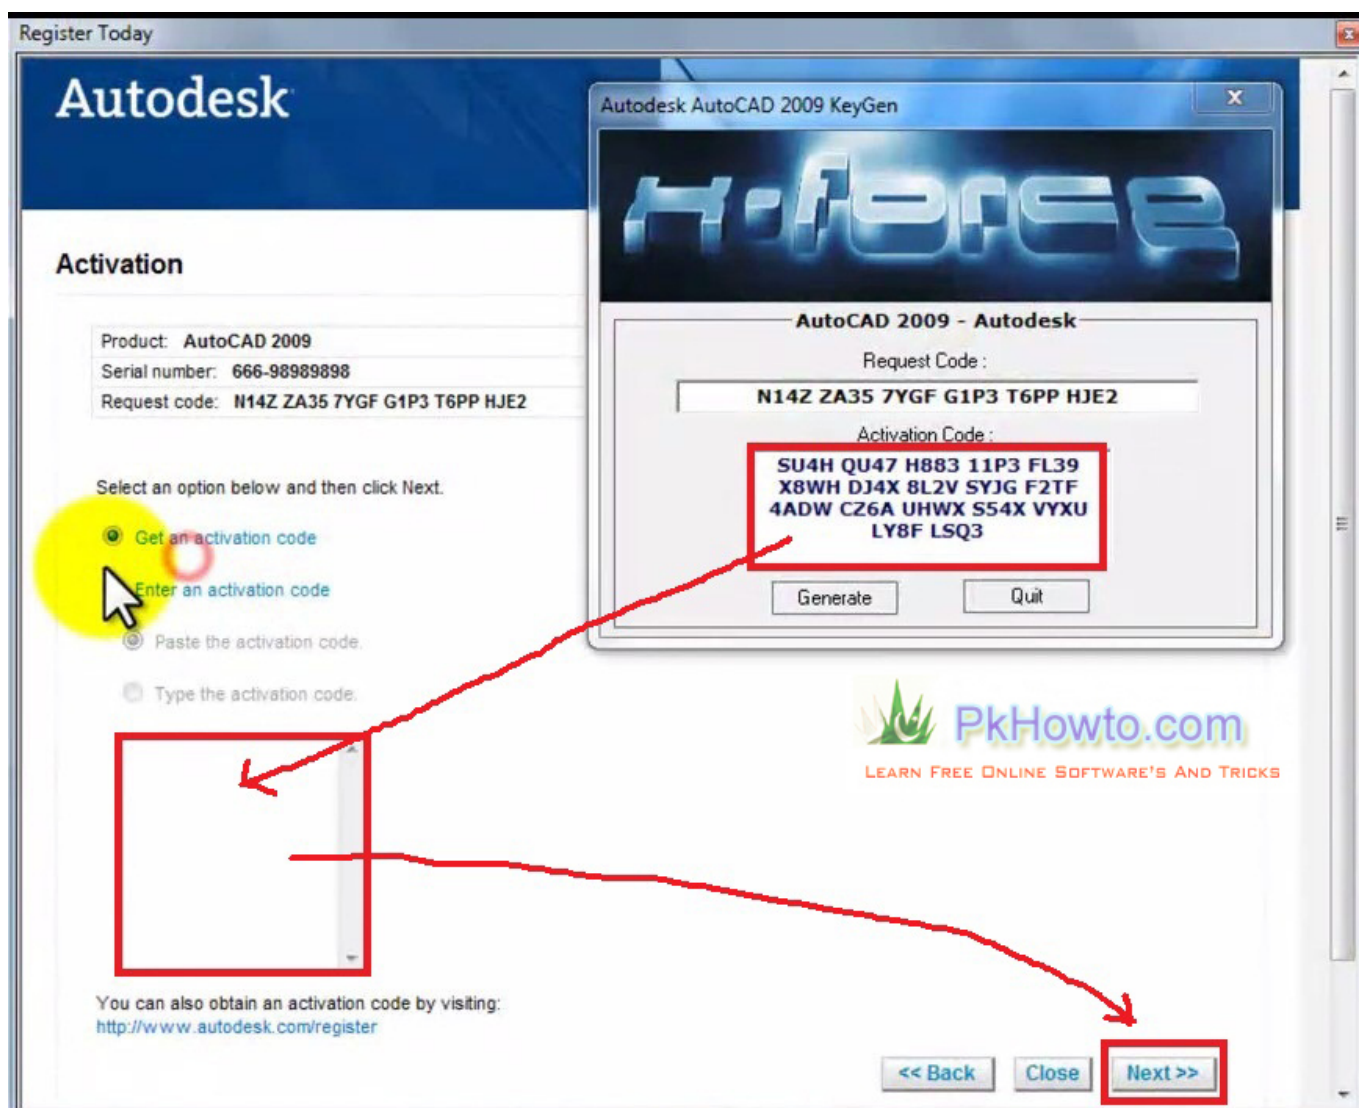 Register Today
Autodesk
Activation
Product: AutoCAD 2009
Serial number: 666-98989898
Request code: N14Z ZA35 7YGF G1P3 T6PP HJE2
Select an option below and then click Next.
Get an activation code
Enter an activation code
Paste the activation code.
Type the activation code.
You can also obtain an activation code by visiting:
http://www.autodesk.com/register
<< Back
Close
Next >>
Autodesk AutoCAD 2009 KeyGen
X-force
AutoCAD 2009 - Autodesk
Request Code :
N14Z ZA35 7YGF G1P3 T6PP HJE2
Activation Code :
SU4H QU47 H883 11P3 FL39
X8WH DJ4X 8L2V SYJG F2TF
4ADW CZ6A UHWX S54X VYXU
LY8F LSQ3
Generate
Quit
PkHowto.com
Learn Free Online Software's And Tricks